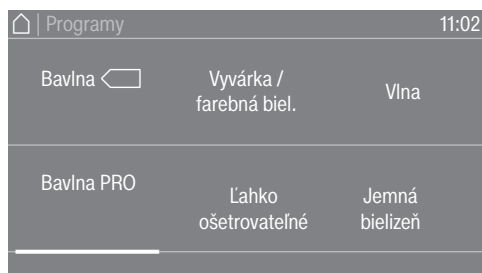 Programy 11:02
Bavlna
Vyvárka /
farebná biel.
Vlna
Bavlna PRO
Ľahko
ošetrovateľné
Jemná
bielizeň